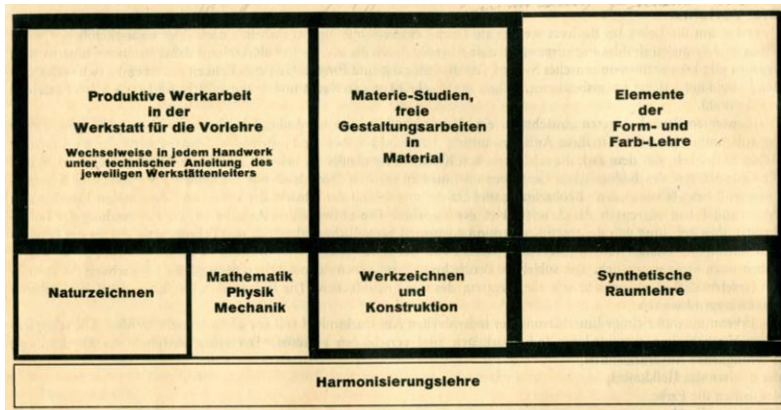 Produktive Werkarbeit
in der
Werkstatt für die Vorlehre
Wechselweise in jedem Handwerk
unter technischer Anleitung des
jeweiligen Werkstättenleiters
Materie-Studien,
freie
Gestaltungsarbeiten
in
Material
Elemente
der
Form- und
Farb-Lehre
Naturzeichnen
Mathematik
Physik
Mechanik
Werkzeichnen
und
Konstruktion
Synthetische
Raumlehre
Harmonisierungslehre